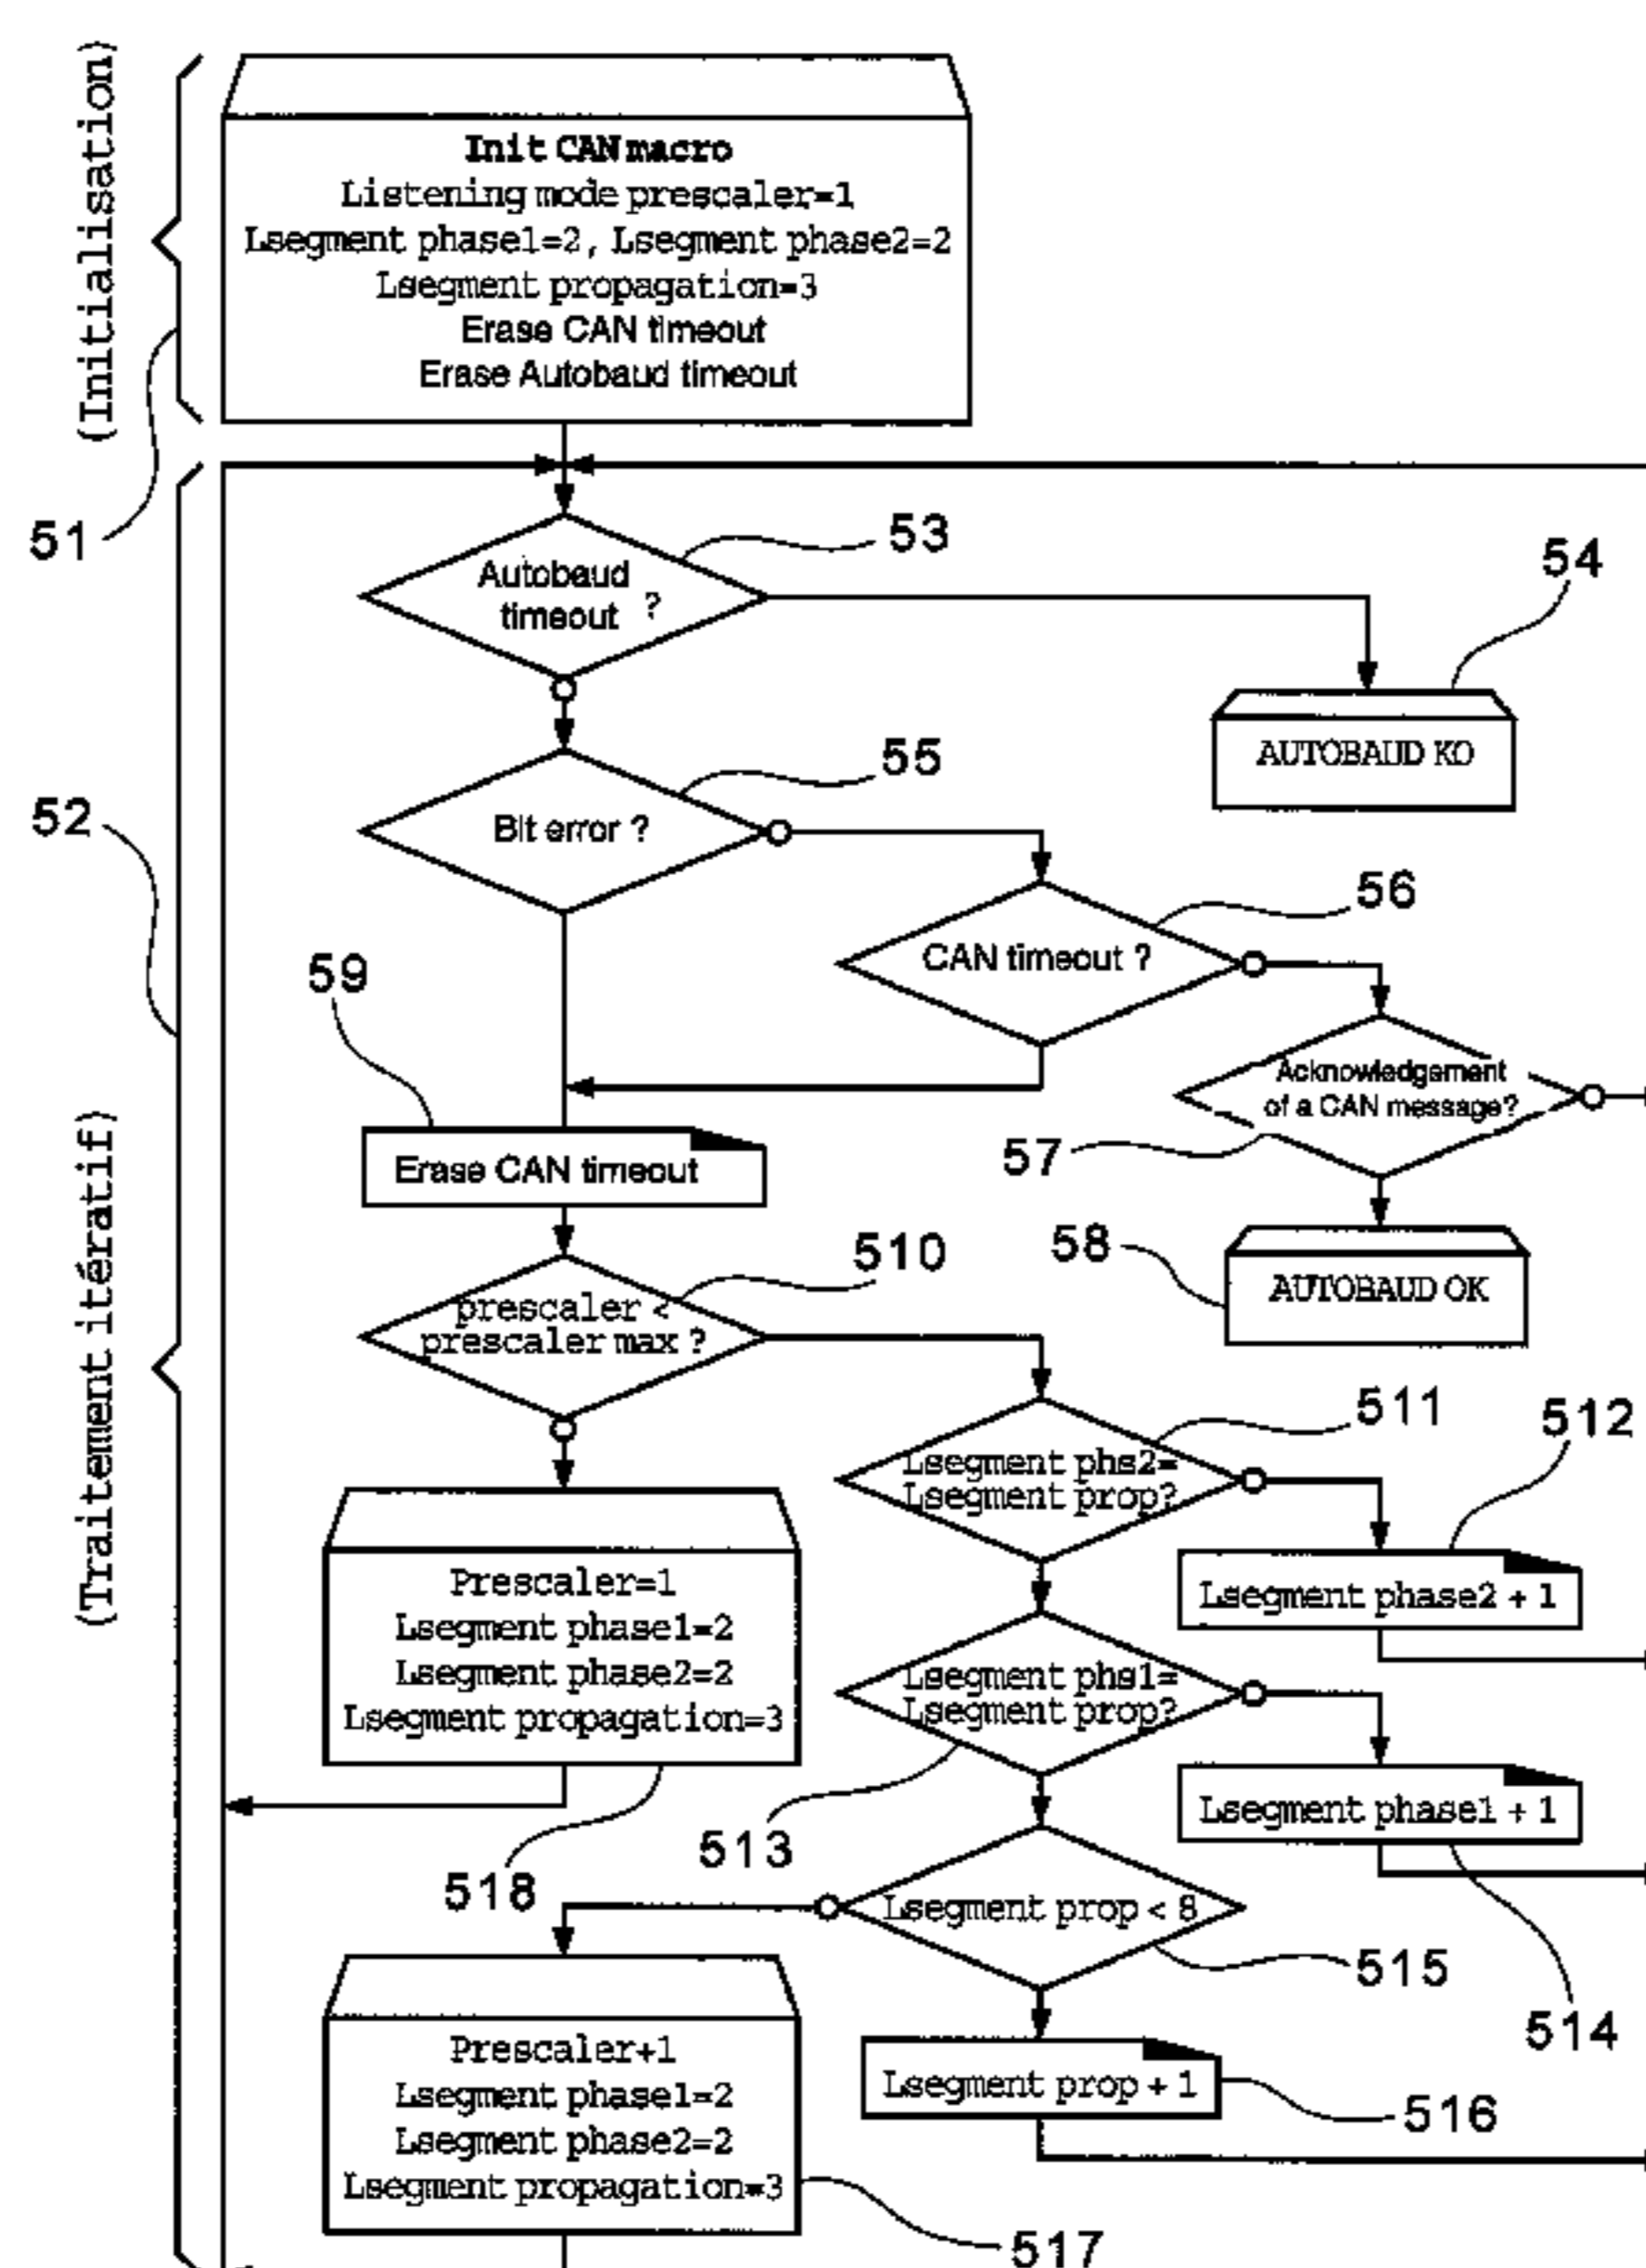 (Initialisation)
Init CAN macro
Listening mode prescaler=1
Lsegment phase1=2, Lsegment phase2=2
Lsegment propagation=3
Erase CAN timeout
Erase Autobaud timeout
51
53
Autobaud
timeout ?
54
AUTOBAUD KO
55
Bit error ?
52
56
CAN timeout ?
59
Acknowledgement
of a CAN message?
57
Erase CAN timeout
58
AUTOBAUD OK
510
prescaler <
prescaler max ?
(Traitement itératif)
511
512
Lsegment phs2=
Lsegment prop?
Lsegment phase2 + 1
Prescaler=1
Lsegment phase1=2
Lsegment phase2=2
Lsegment propagation=3
Lsegment phs1=
Lsegment prop?
Lsegment phase1 + 1
513
518
Lsegment prop < 8
515
514
Prescaler+1
Lsegment phase1=2
Lsegment phase2=2
Lsegment propagation=3
Lsegment prop + 1
516
517